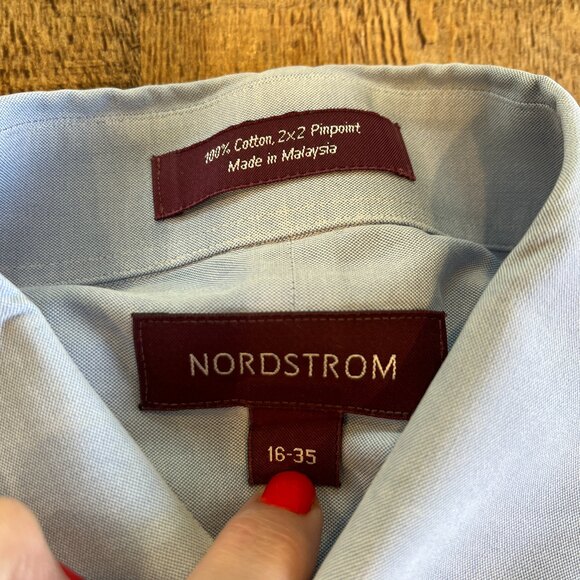 100% Cotton, 2x2 Pinpoint
Made in Malaysia
NORDSTROM
16-35